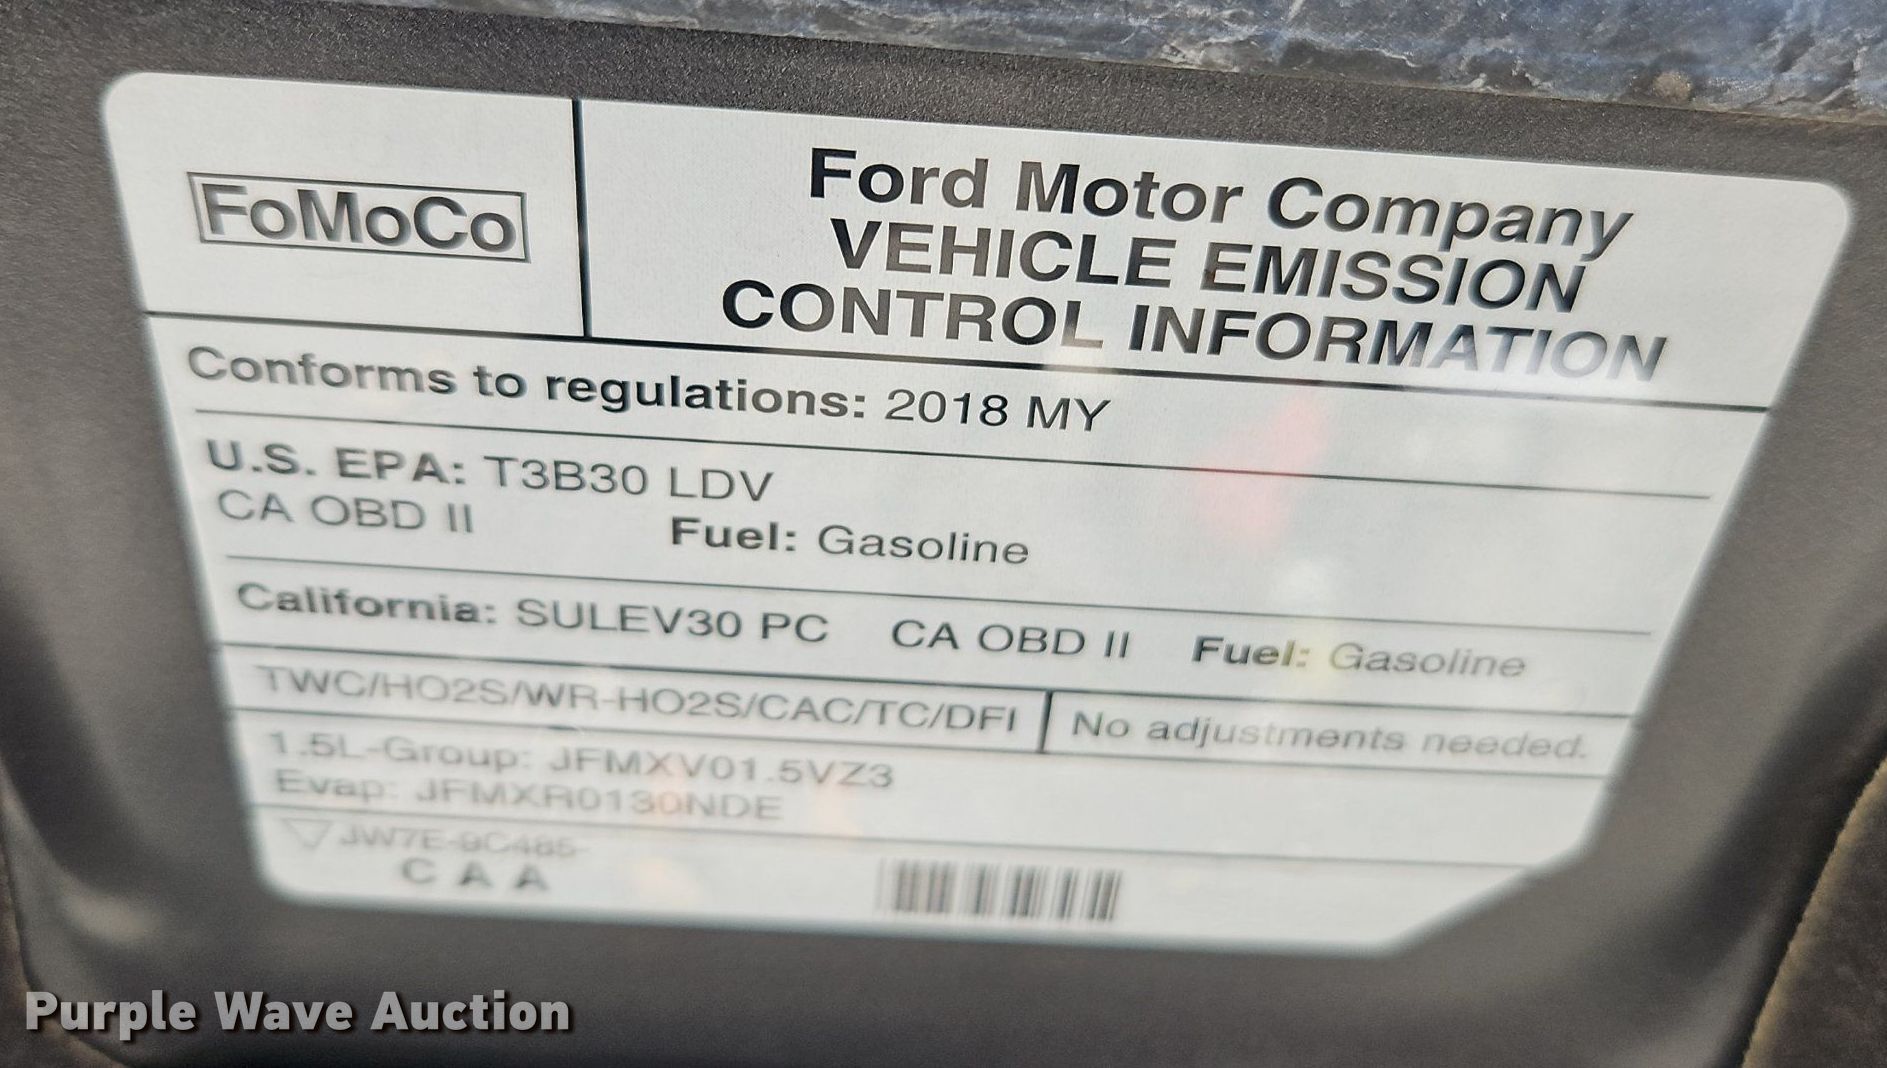 FoMoCo
Ford Motor Company
VEHICLE EMISSION
CONTROL INFORMATION
Conforms to regulations: 2018 MY
U.S. EPA: T3B30 LDV
CA OBD II Fuel: Gasoline
California: SULEV30 PC CA OBD II Fuel: Gasoline
TWC/HO2S/WR-HO2S/CAC/TC/DFI No adjustments needed.
1.5L-Group: JFMXV01.5VZ3
Evap: JFMXR0130NDE
JW7E-9C485-
C A A
Purple Wave Auction